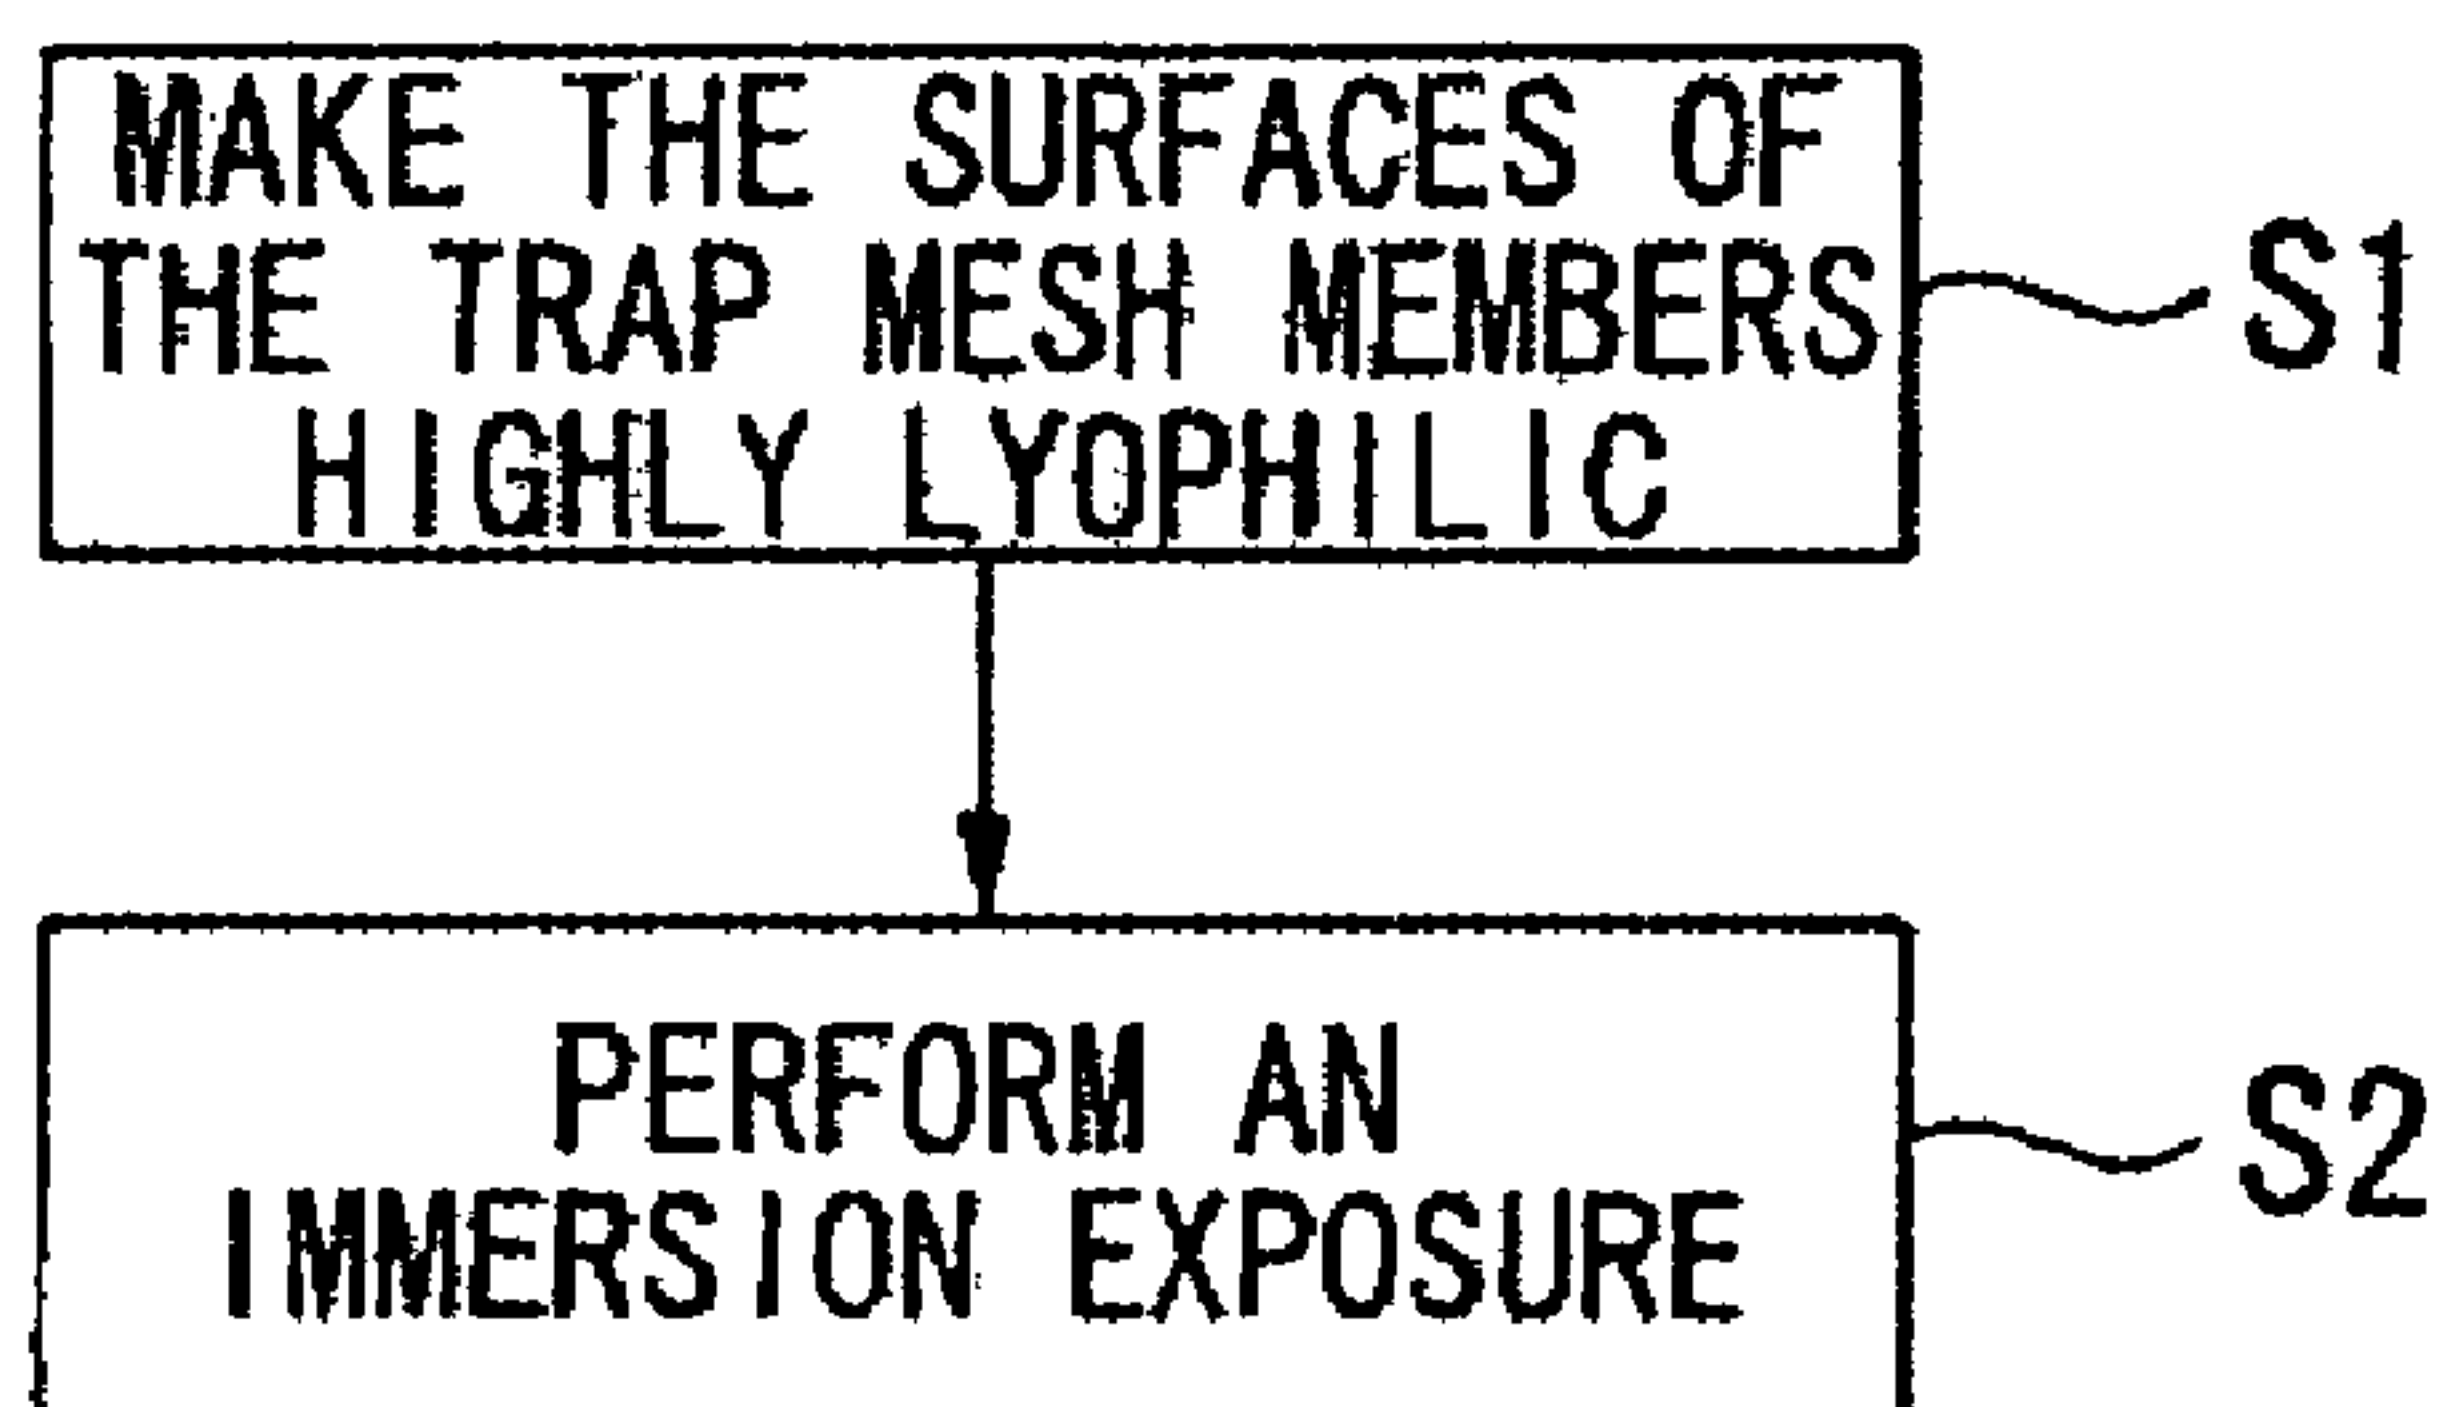 MAKE THE SURFACES OF
THE TRAP MESH MEMBERS
HIGHLY LYOPHILIC
S1
PERFORM AN
IMMERSION EXPOSURE
S2